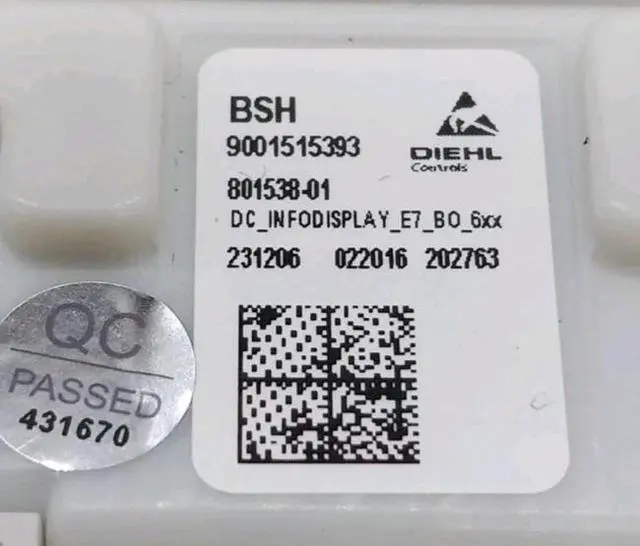 BSH
9001515393
DIEHL
Controls
801538-01
DC_INFODISPLAY_E7_BO_6xx
231206 022016 202763
QC
PASSED
431670